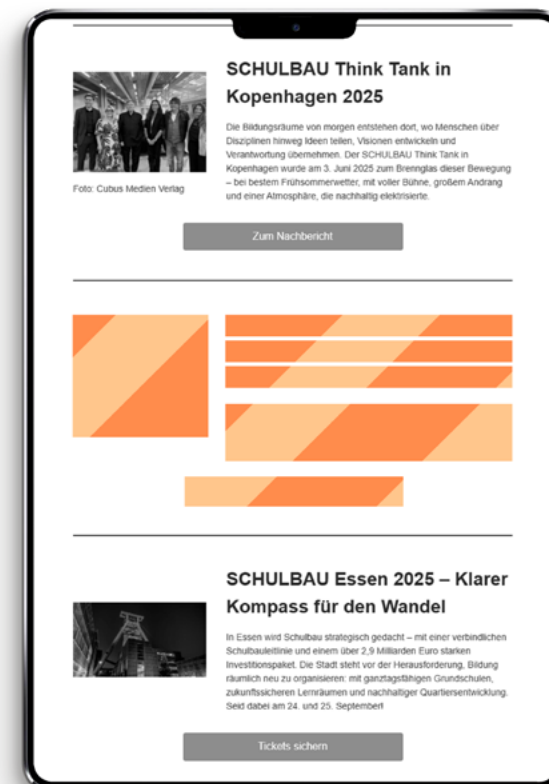 SCHULBAU Think Tank in
Kopenhagen 2025
Die Bildungsräume von morgen entstehen dort, wo Menschen über
Disziplinen hinweg Ideen teilen, Visionen entwickeln und
Verantwortung übernehmen. Der SCHULBAU Think Tank in
Kopenhagen wurde am 3. Juni 2025 zum Brennglas dieser Bewegung
– bei bestem Frühsommerwetter, mit voller Bühne, großem Andrang
und einer Atmosphäre, die nachhaltig elektrisierte.
Foto: Cubus Medien Verlag
Zum Nachbericht
SCHULBAU Essen 2025 – Klarer
Kompass für den Wandel
In Essen wird Schulbau strategisch gedacht – mit einer verbindlichen
Schulbauleitlinie und einem über 2,9 Milliarden Euro starken
Investitionspaket. Die Stadt steht vor der Herausforderung, Bildung
räumlich neu zu organisieren: mit ganztagsfähigen Grundschulen,
zukunftssicheren Lernräumen und nachhaltiger Quartiersentwicklung.
Seid dabei am 24. und 25. September!
Tickets sichern